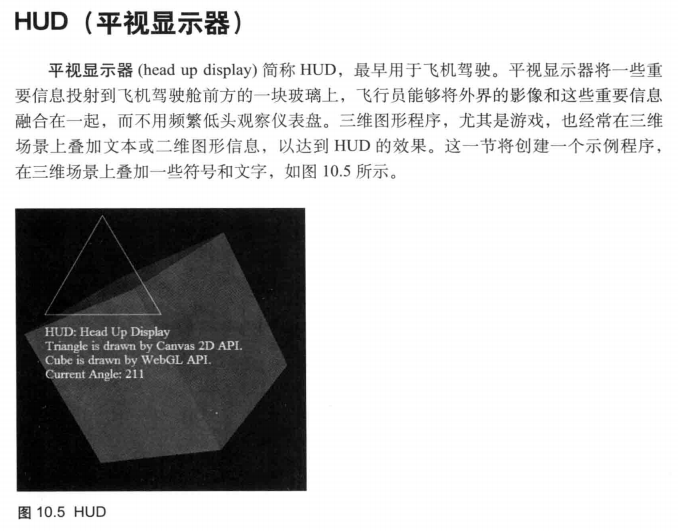 HUD（平视显示器）
平视显示器 (head up display) 简称 HUD，最早用于飞机驾驶。平视显示器将一些重
要信息投射到飞机驾驶舱前方的一块玻璃上，飞行员能够将外界的影像和这些重要信息
融合在一起，而不用频繁低头观察仪表盘。三维图形程序，尤其是游戏，也经常在三维
场景上叠加文本或二维图形信息，以达到 HUD 的效果。这一节将创建一个示例程序，
在三维场景上叠加一些符号和文字，如图 10.5 所示。
HUD: Head Up Display
Triangle is drawn by Canvas 2D API.
Cube is drawn by WebGL API.
Current Angle: 211
图 10.5 HUD